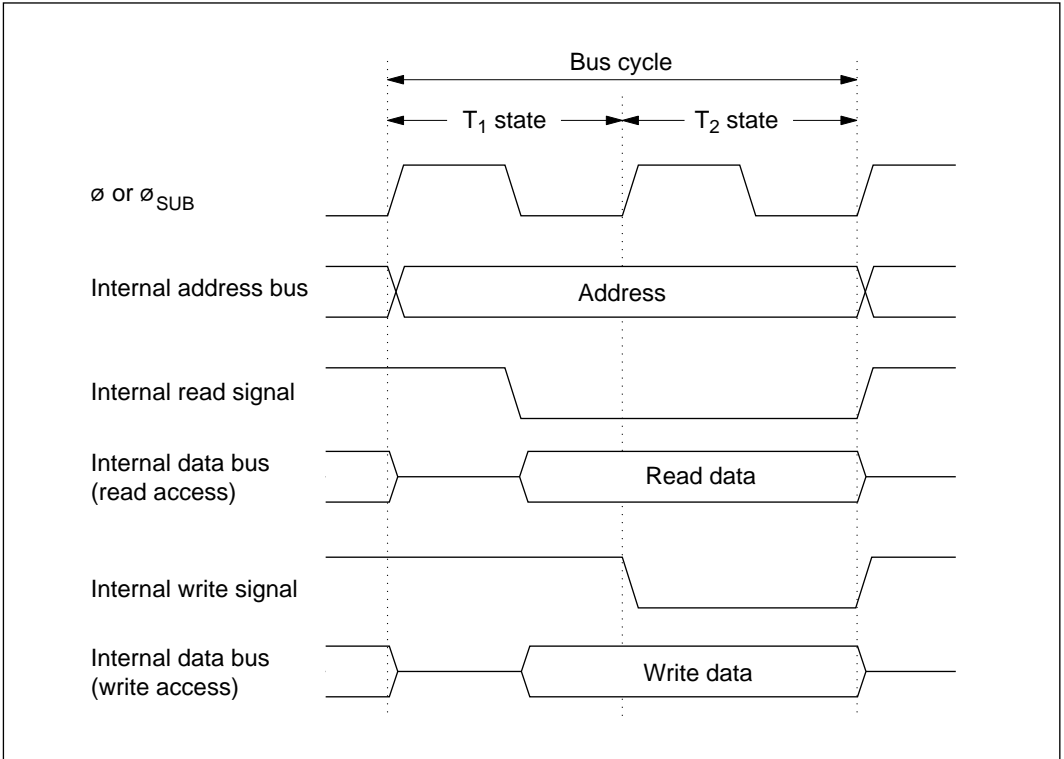 Bus cycle
T1 state T2 state
ø or øSUB
Internal address bus Address
Internal read signal
Internal data bus
(read access)
Read data
Internal write signal
Internal data bus
(write access)
Write data